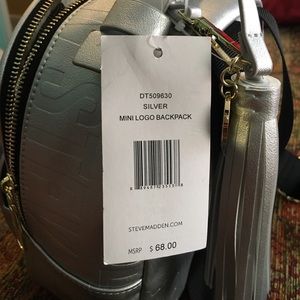 DT509630
SILVER
MINI LOGO BACKPACK
STEVEMADDEN.COM
MSRP $ 68.00